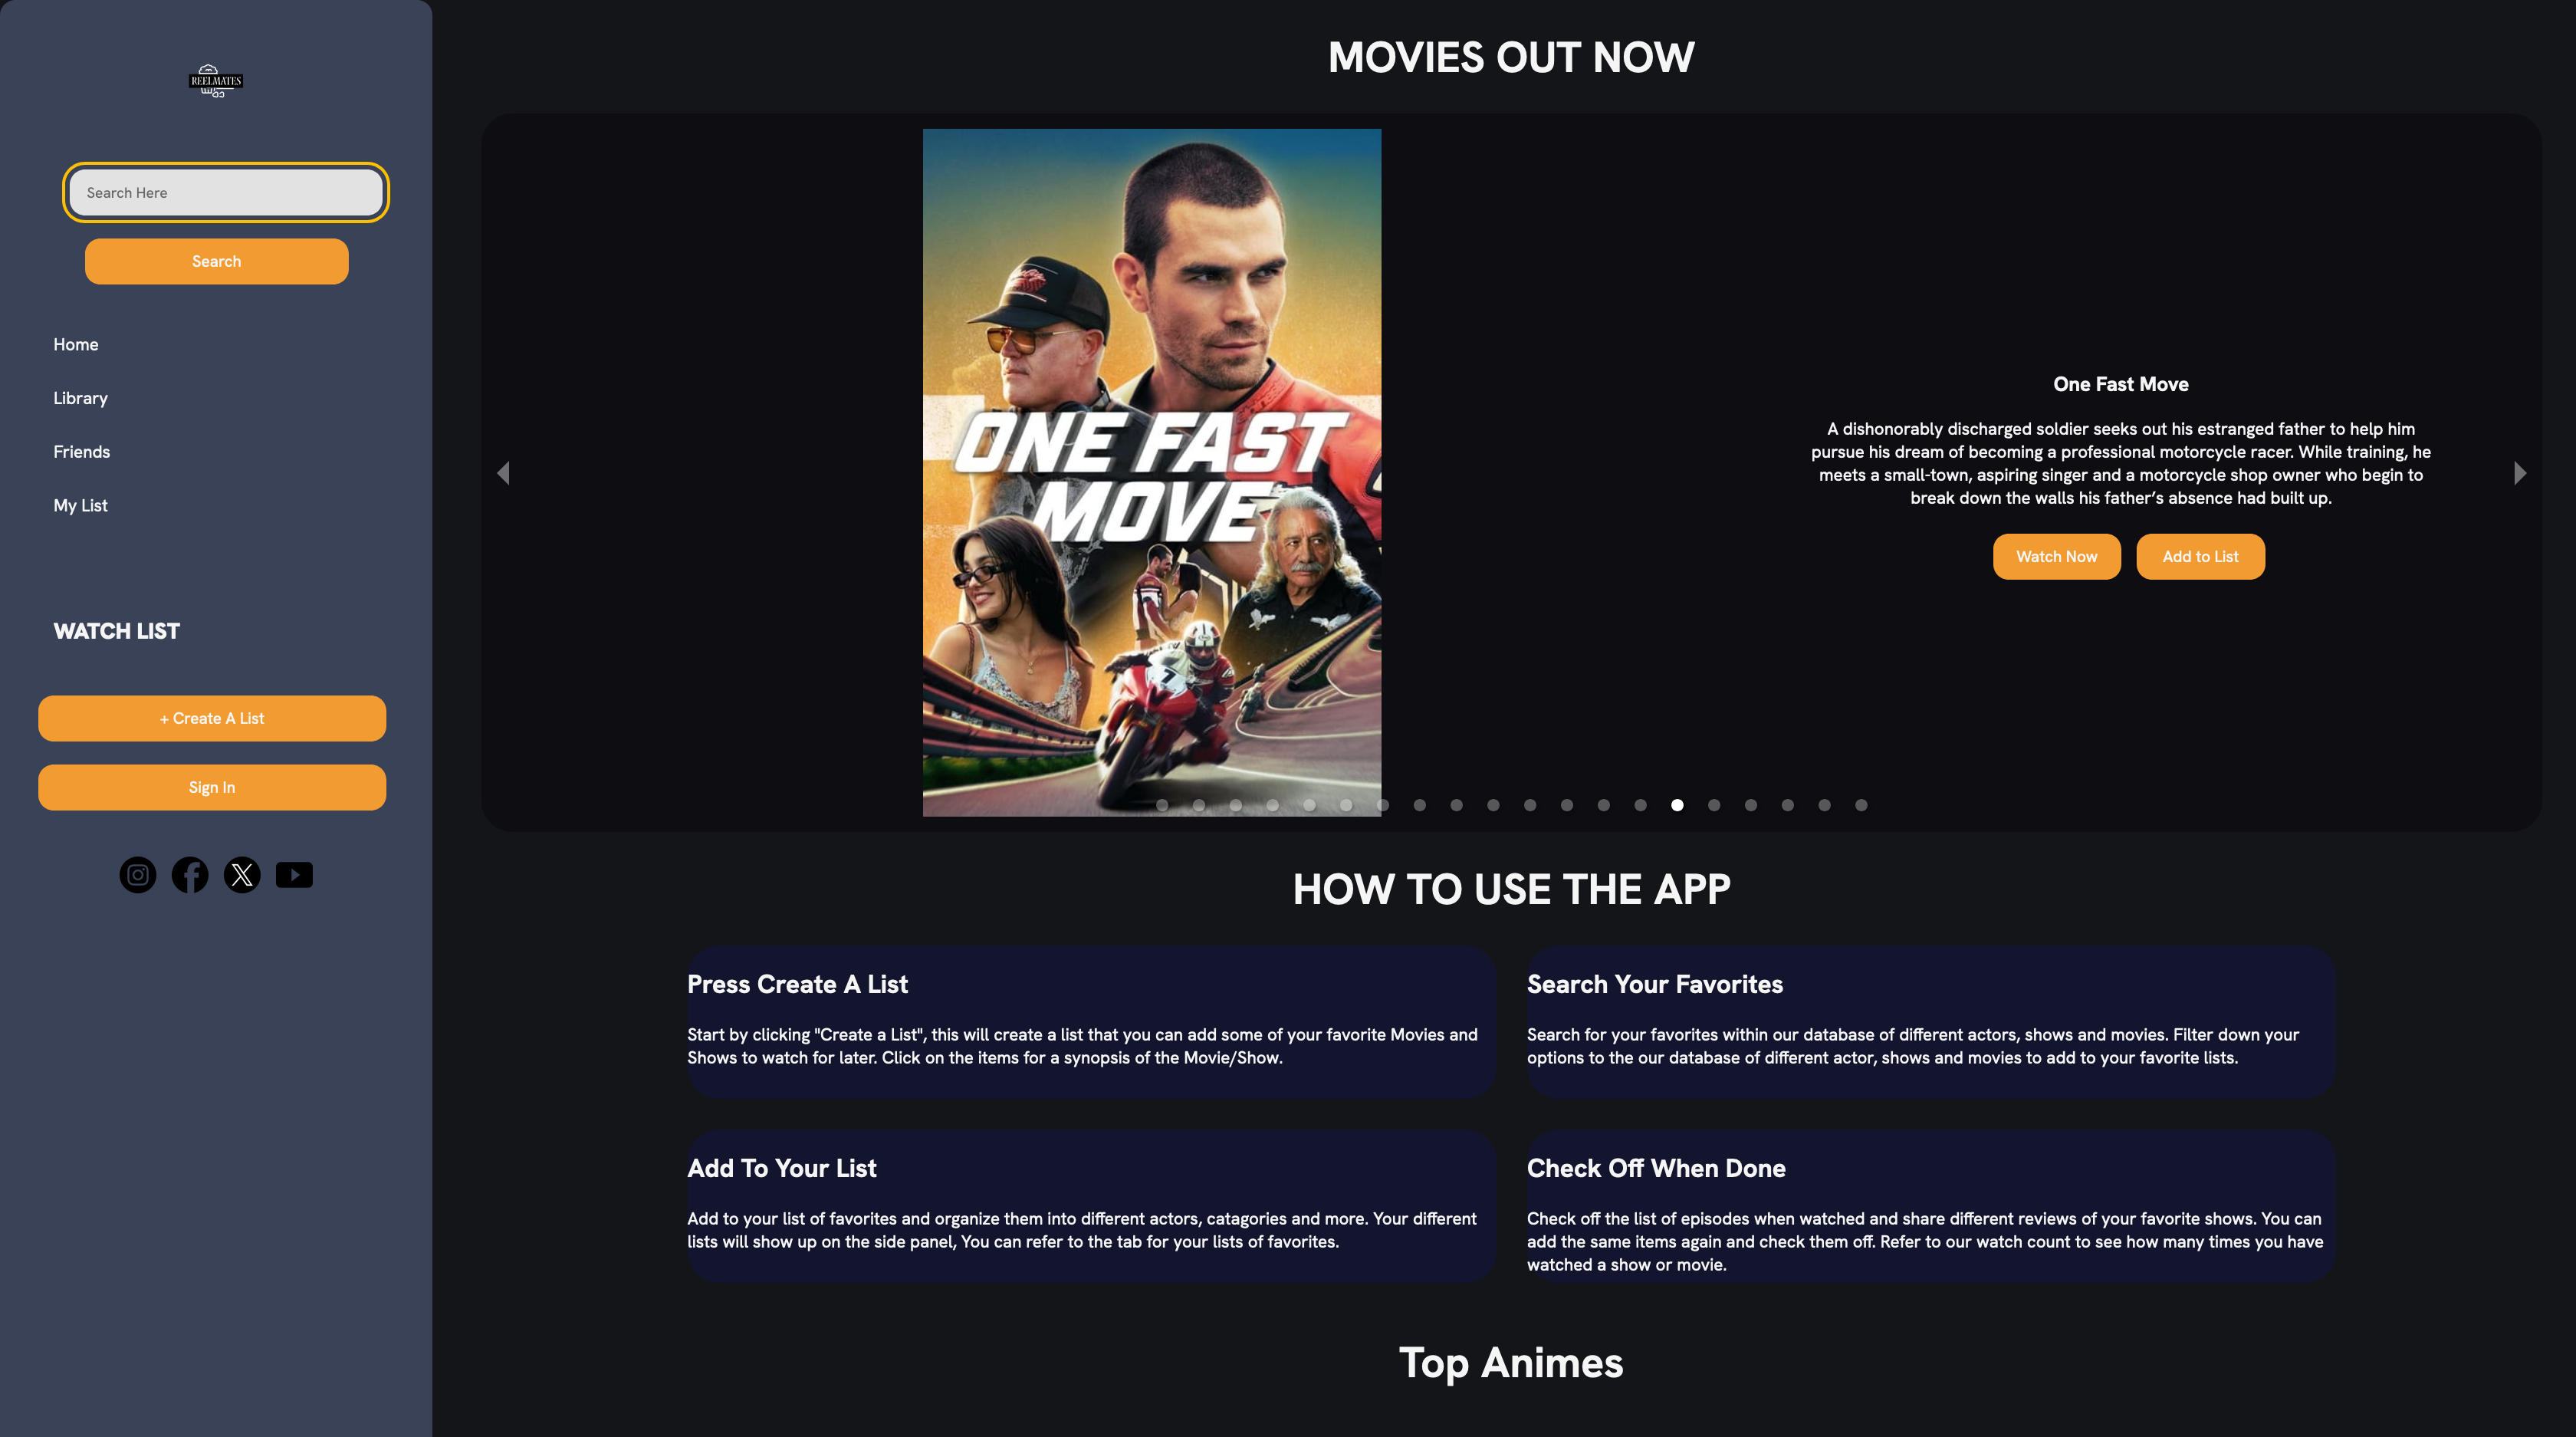 REELMATES
Search Here
Search
Home
Library
Friends
My List
WATCH LIST
+ Create A List
Sign In
MOVIES OUT NOW
ONE FAST
MOVE
7
One Fast Move
A dishonorably discharged soldier seeks out his estranged father to help him
pursue his dream of becoming a professional motorcycle racer. While training, he
meets a small-town, aspiring singer and a motorcycle shop owner who begin to
break down the walls his father’s absence had built up.
Watch Now
Add to List
HOW TO USE THE APP
Press Create A List
Start by clicking "Create a List", this will create a list that you can add some of your favorite Movies and
Shows to watch for later. Click on the items for a synopsis of the Movie/Show.
Search Your Favorites
Search for your favorites within our database of different actors, shows and movies. Filter down your
options to the our database of different actor, shows and movies to add to your favorite lists.
Add To Your List
Add to your list of favorites and organize them into different actors, catagories and more. Your different
lists will show up on the side panel, You can refer to the tab for your lists of favorites.
Check Off When Done
Check off the list of episodes when watched and share different reviews of your favorite shows. You can
add the same items again and check them off. Refer to our watch count to see how many times you have
watched a show or movie.
Top Animes